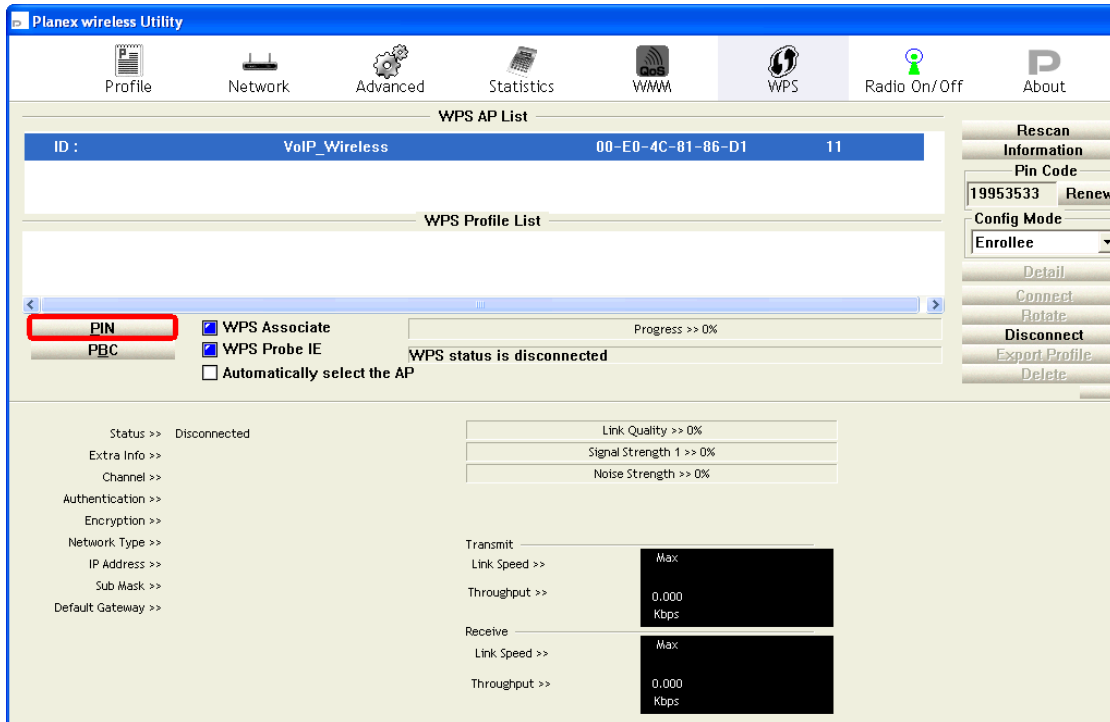 Planex wireless Utility
Profile Network Advanced Statistics QoS WMM WPS Radio On/Off About
WPS AP List
ID : VoIP_Wireless 00-E0-4C-81-86-D1 11
Rescan
Information
Pin Code
19953533 Renew
WPS Profile List
Config Mode
Enrollee
Detail
Connect
Rotate
Disconnect
Export Profile
Delete
PIN WPS Associate Progress >> 0%
PBC WPS Probe IE WPS status is disconnected
Automatically select the AP
Status >> Disconnected
Extra Info >>
Channel >>
Authentication >>
Encryption >>
Network Type >>
IP Address >>
Sub Mask >>
Default Gateway >>
Link Quality >> 0%
Signal Strength 1 >> 0%
Noise Strength >> 0%
Transmit
Link Speed >> Max
Throughput >> 0.000
Kbps
Receive
Link Speed >> Max
Throughput >> 0.000
Kbps